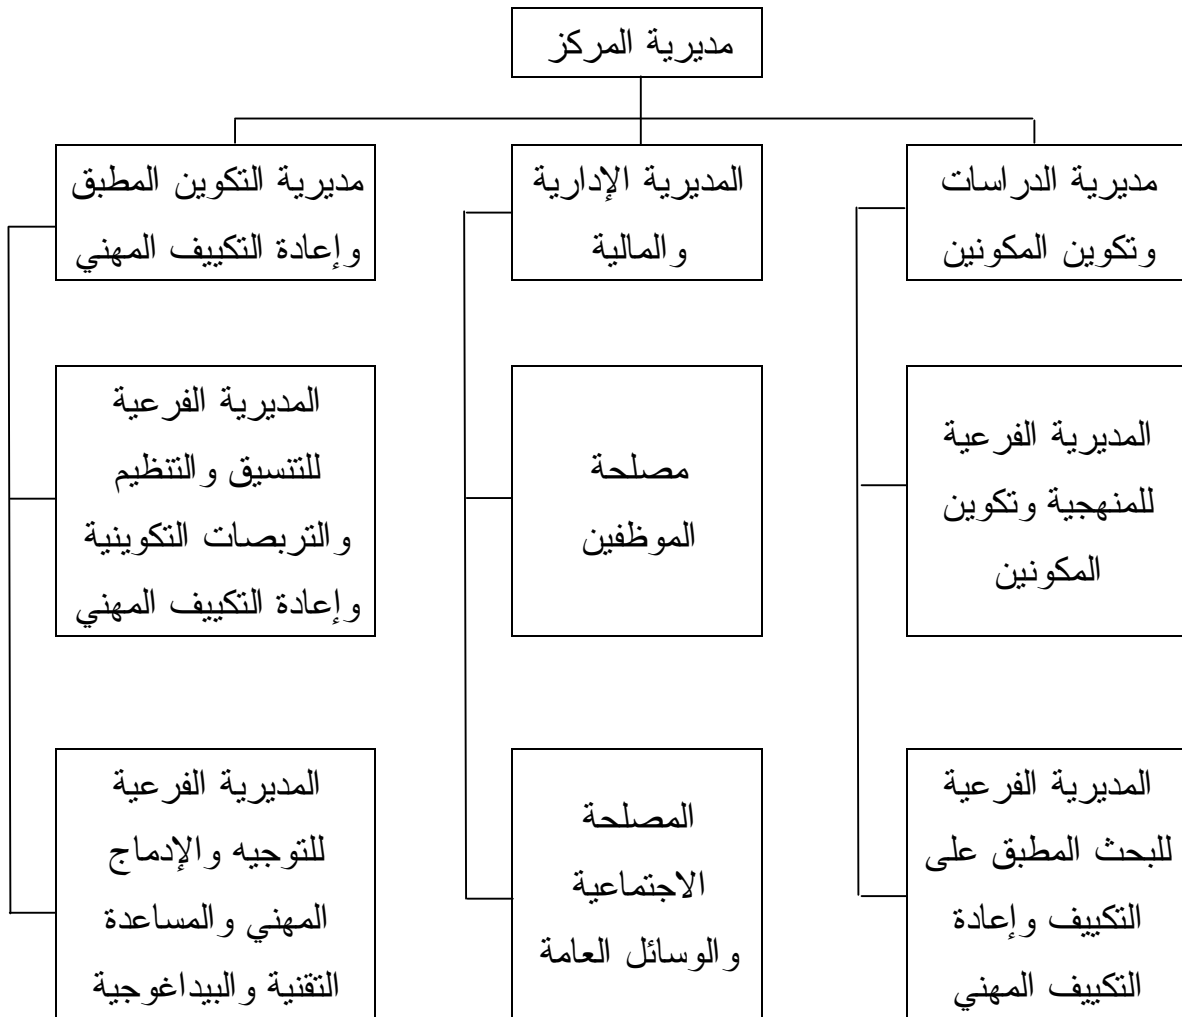 مديرية المركز
مديرية الدراسات
وتكوين المكونين
المديرية الإدارية
والمالية
مديرية التكوين المطبق
وإعادة التكييف المهني
المديرية الفرعية
للمنهجية وتكوين
المكونين
مصلحة
الموظفين
المديرية الفرعية
للتنسيق والتنظيم
والتربصات التكوينية
وإعادة التكييف المهني
المديرية الفرعية
للبحث المطبق على
التكييف وإعادة
التكييف المهني
المصلحة
الاجتماعية
والوسائل العامة
المديرية الفرعية
للتوجيه والإدماج
المهني والمساعدة
التقنية والبيداغوجية